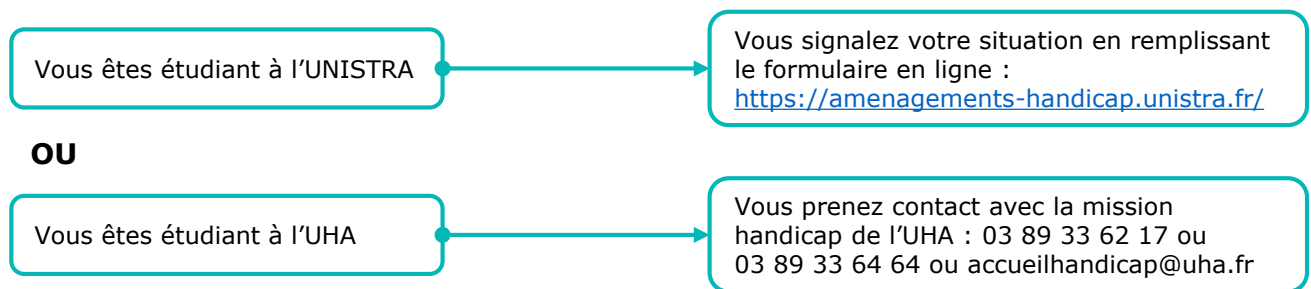 Vous êtes étudiant à l’UNISTRA
Vous signalez votre situation en remplissant
le formulaire en ligne :
https://amenagements-handicap.unistra.fr/
OU
Vous êtes étudiant à l’UHA
Vous prenez contact avec la mission
handicap de l’UHA : 03 89 33 62 17 ou
03 89 33 64 64 ou accueilhandicap@uha.fr